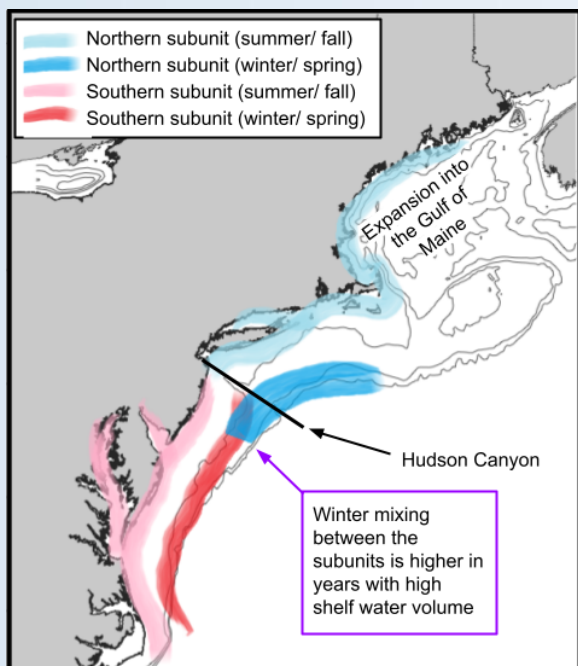 Northern subunit (summer/ fall)
Northern subunit (winter/ spring)
Southern subunit (summer/ fall)
Southern subunit (winter/ spring)
Expansion into
the Gulf of
Maine
Hudson Canyon
Winter mixing
between the
subunits is higher in
years with high
shelf water volume